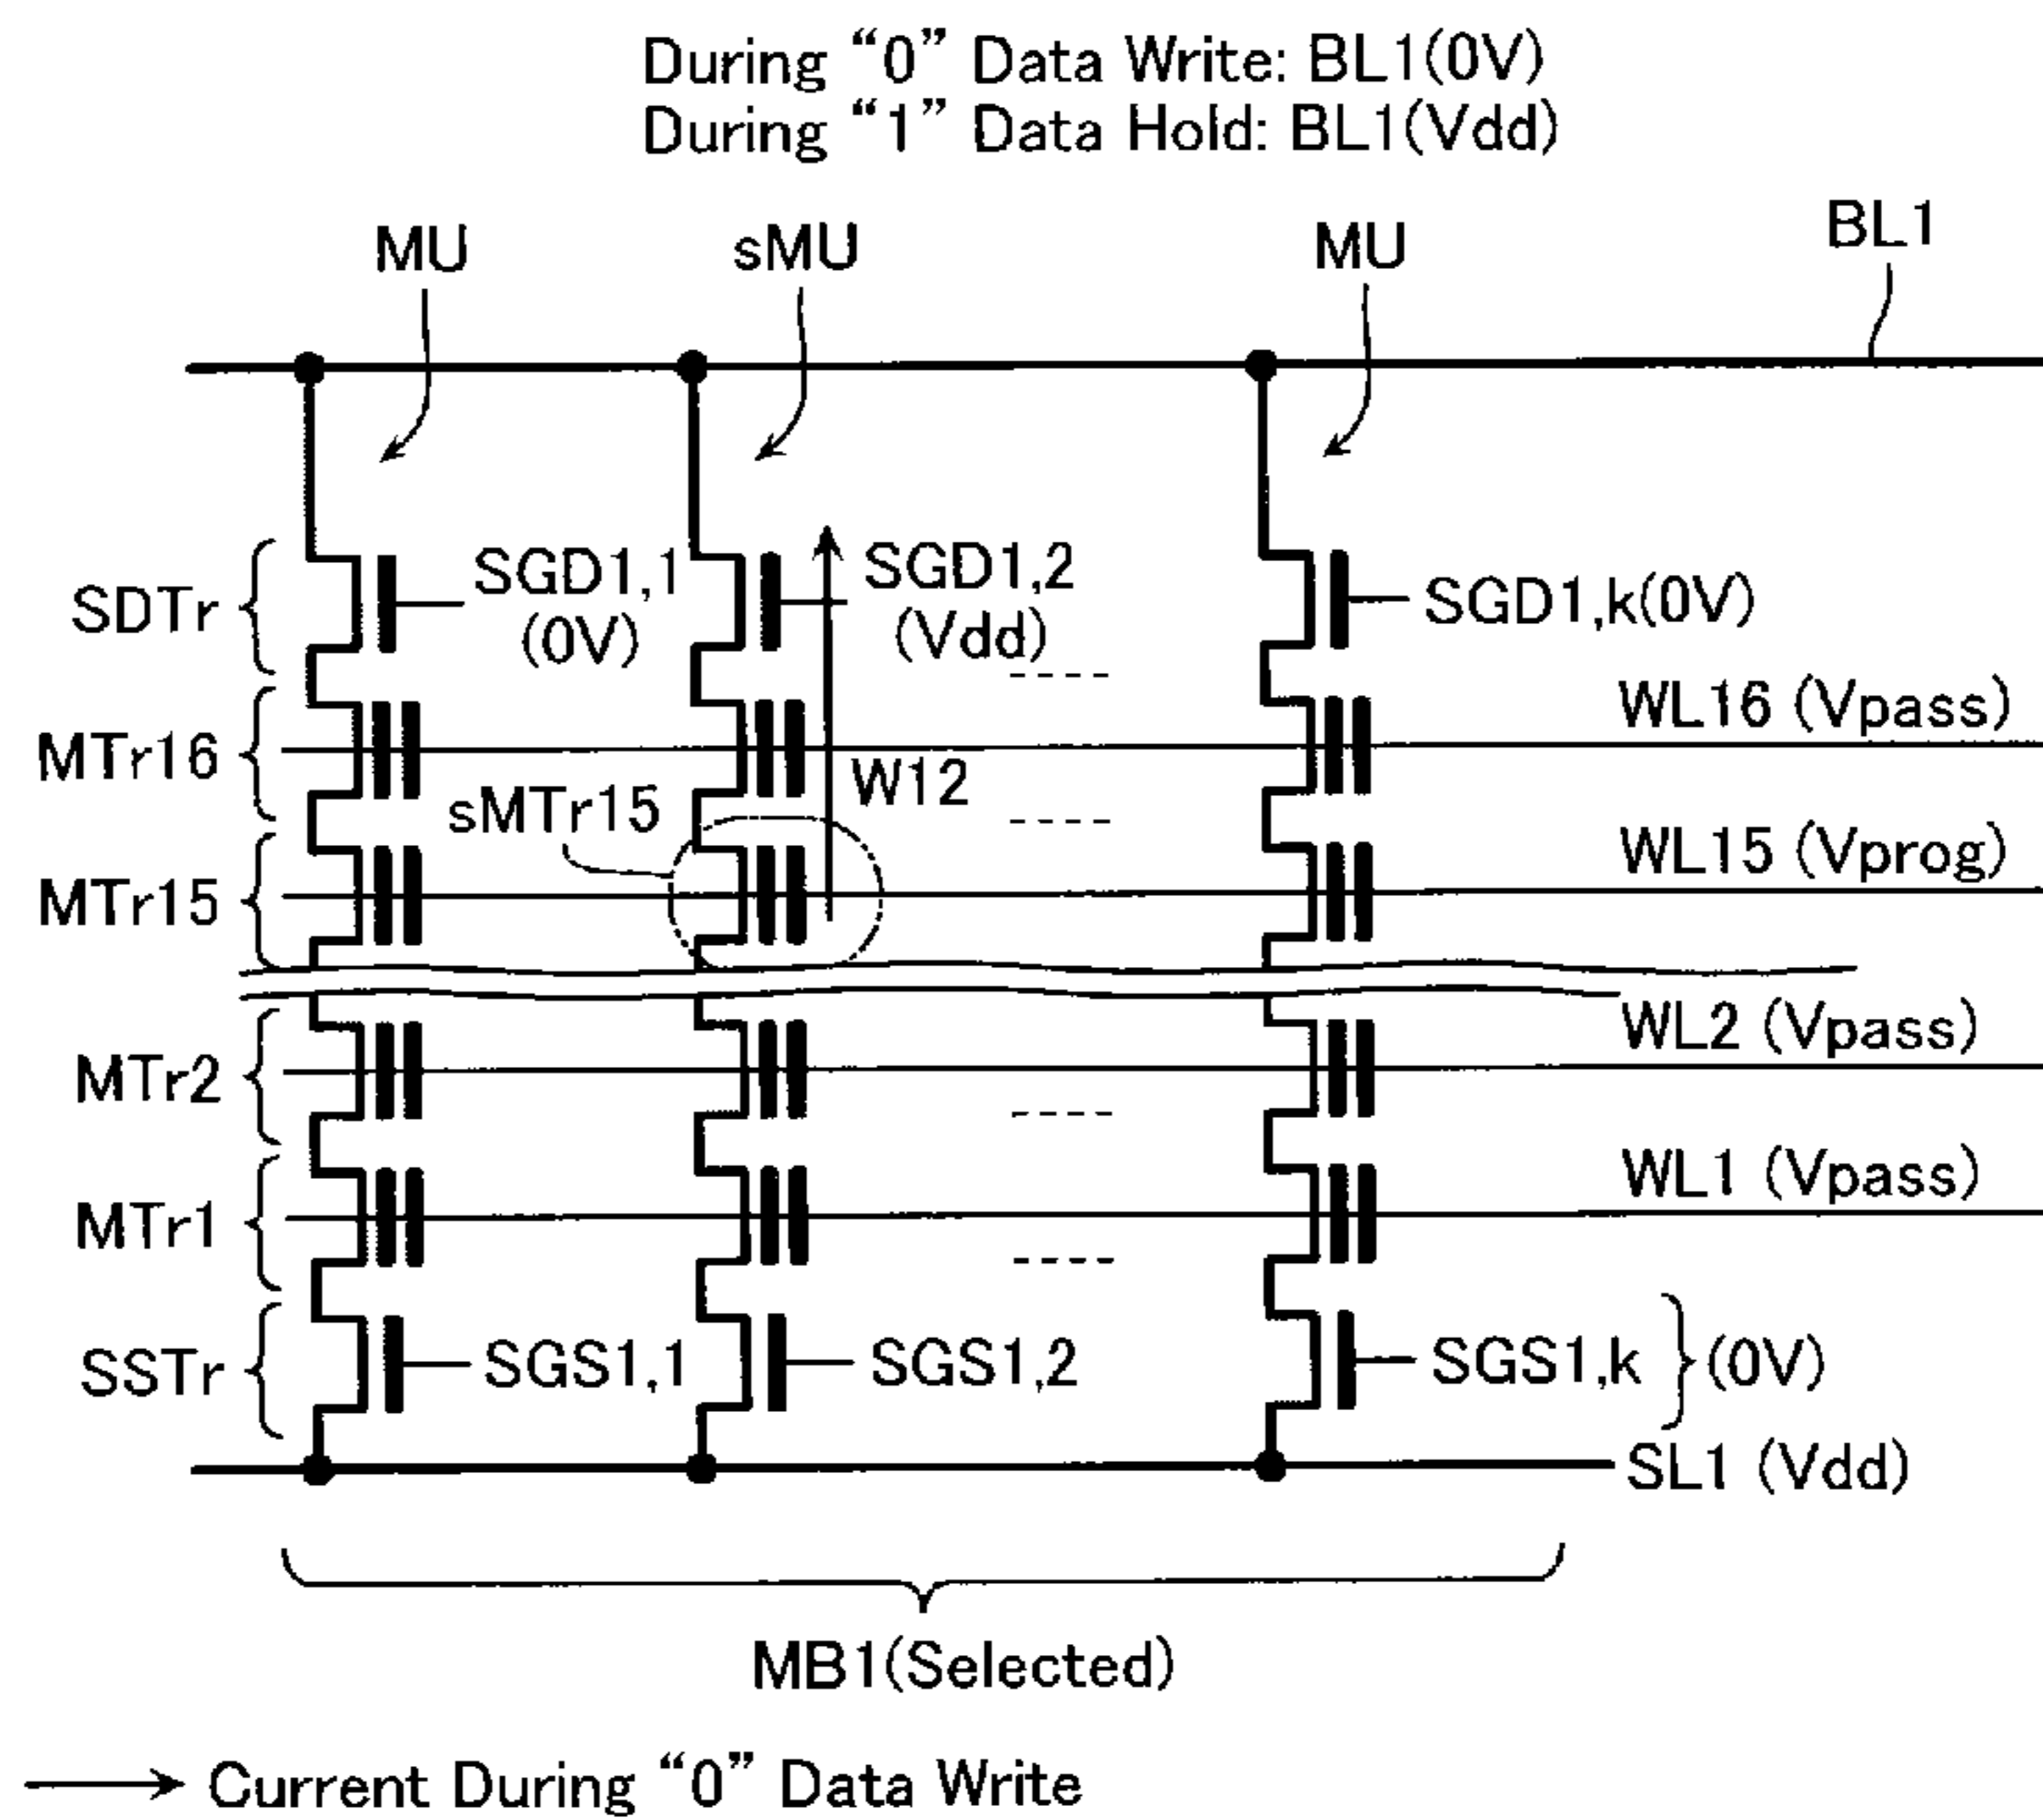 During “0” Data Write: BL1(0V)
During “1” Data Hold: BL1(Vdd)
MU
sMU
MU
BL1
SDTr
SGD1,1
(0V)
SGD1,2
(Vdd)
SGD1,k(0V)
MTr16
WL16 (Vpass)
W12
sMTr15
MTr15
WL15 (Vprog)
MTr2
WL2 (Vpass)
MTr1
WL1 (Vpass)
SSTr
SGS1,1
SGS1,2
SGS1,k
(0V)
SL1 (Vdd)
MB1(Selected)
Current During “0” Data Write